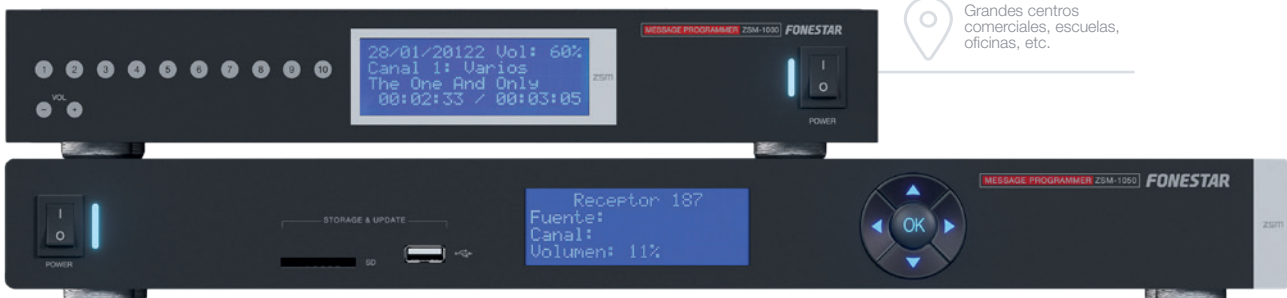 Grandes centros
comerciales, escuelas,
oficinas, etc.
MESSAGE PROGRAMMER ZSM-1000 FONESTAR
28/01/20122 Vol: 60%
Canal 1: Varios
The One And Only
00:02:33 / 00:03:05
zsm
1 2 3 4 5 6 7 8 9 10
VOL
- +
I
O
POWER
MESSAGE PROGRAMMER ZSM-1050 FONESTAR
I
O
POWER
STORAGE & UPDATE
SD
Receptor 187
Fuente:
Canal:
Volumen: 11%
OK
zsm